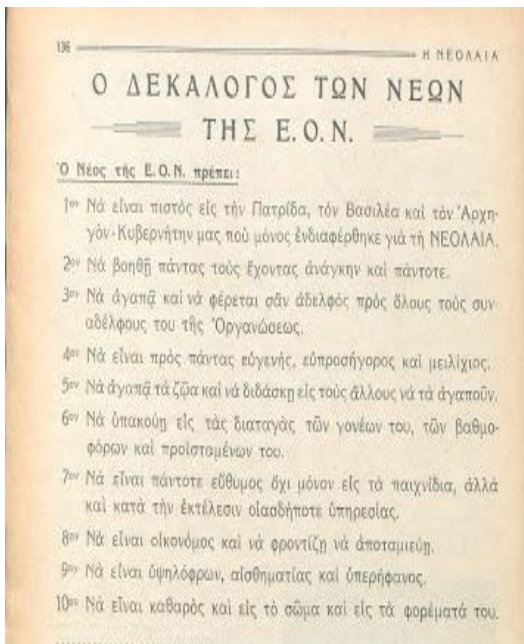 136
Η ΝΕΟΛΑΙΑ
Ο ΔΕΚΑΛΟΓΟΣ ΤΩΝ ΝΕΩΝ
ΤΗΣ Ε.Ο.Ν.
Ὁ Νέος τῆς Ε.Ο.Ν. πρέπει:
1ον Νά εἶναι πιστός εἰς τήν Πατρίδα, τόν Βασιλέα καί τόν Ἀρχη-
γόν-Κυβερνήτην μας πού μόνος ἐνδιαφέρθηκε γιά τή ΝΕΟΛΑΙΑ.
2ον Νά βοηθῇ πάντας τούς ἔχοντας ἀνάγκην καί πάντοτε.
3ον Νά ἀγαπᾷ καί νά φέρεται σάν ἀδελφός πρός ὅλους τούς συν-
αδέλφους του τῆς Ὀργανώσεως.
4ον Νά εἶναι πρός πάντας εὐγενής, εὐπροσήγορος καί μειλίχιος.
5ον Νά ἀγαπᾷ τά ζῶα καί νά διδάσκῃ εἰς τούς ἄλλους νά τά ἀγαποῦν.
6ον Νά ὑπακούῃ εἰς τάς διαταγάς τῶν γονέων του, τῶν βαθμο-
φόρων καί προϊσταμένων του.
7ον Νά εἶναι πάντοτε εὔθυμος ὄχι μόνον εἰς τά παιχνίδια, ἀλλά
καί κατά τήν ἐκτέλεσιν οἱασδήποτε ὑπηρεσίας.
8ον Νά εἶναι οἰκονόμος καί νά φροντίζῃ νά ἀποταμιεύῃ.
9ον Νά εἶναι ὑψηλόφρων, αἰσθηματίας καί ὑπερήφανος.
10ον Νά εἶναι καθαρός καί εἰς τό σῶμα καί εἰς τά φορέματά του.